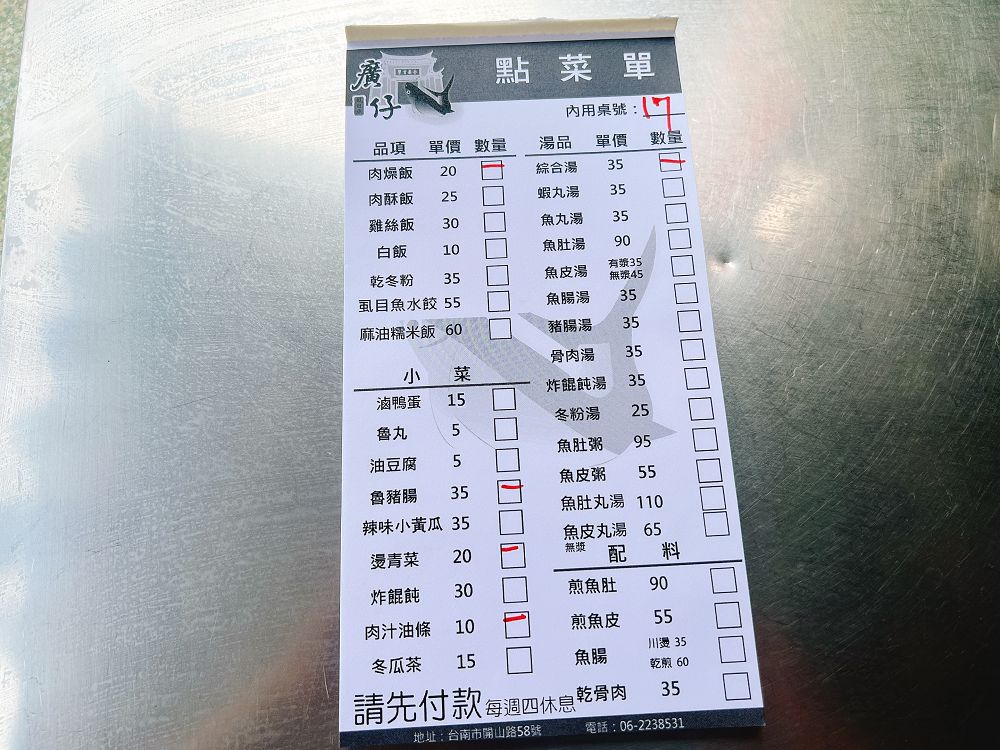 點菜單
廣仔
內用桌號：17
品項 單價 數量
肉燥飯 20
肉酥飯 25
雞絲飯 30
白飯 10
乾冬粉 35
虱目魚水餃 55
麻油糯米飯 60
小菜
滷鴨蛋 15
魯丸 5
油豆腐 5
魯豬腸 35
辣味小黃瓜 35
燙青菜 20
炸餛飩 30
肉汁油條 10
冬瓜茶 15
湯品 單價 數量
綜合湯 35
蝦丸湯 35
魚丸湯 35
魚肚湯 90
魚皮湯 有漿35
無漿45
魚腸湯 35
豬腸湯 35
骨肉湯 35
炸餛飩湯 35
冬粉湯 25
魚肚粥 95
魚皮粥 55
魚肚丸湯 110
魚皮丸湯 65
無漿
配料
煎魚肚 90
煎魚皮 55
魚腸 川燙 35
乾煎 60
乾骨肉 35
請先付款 每週四休息
地址：台南市開山路58號 電話：06-2238531